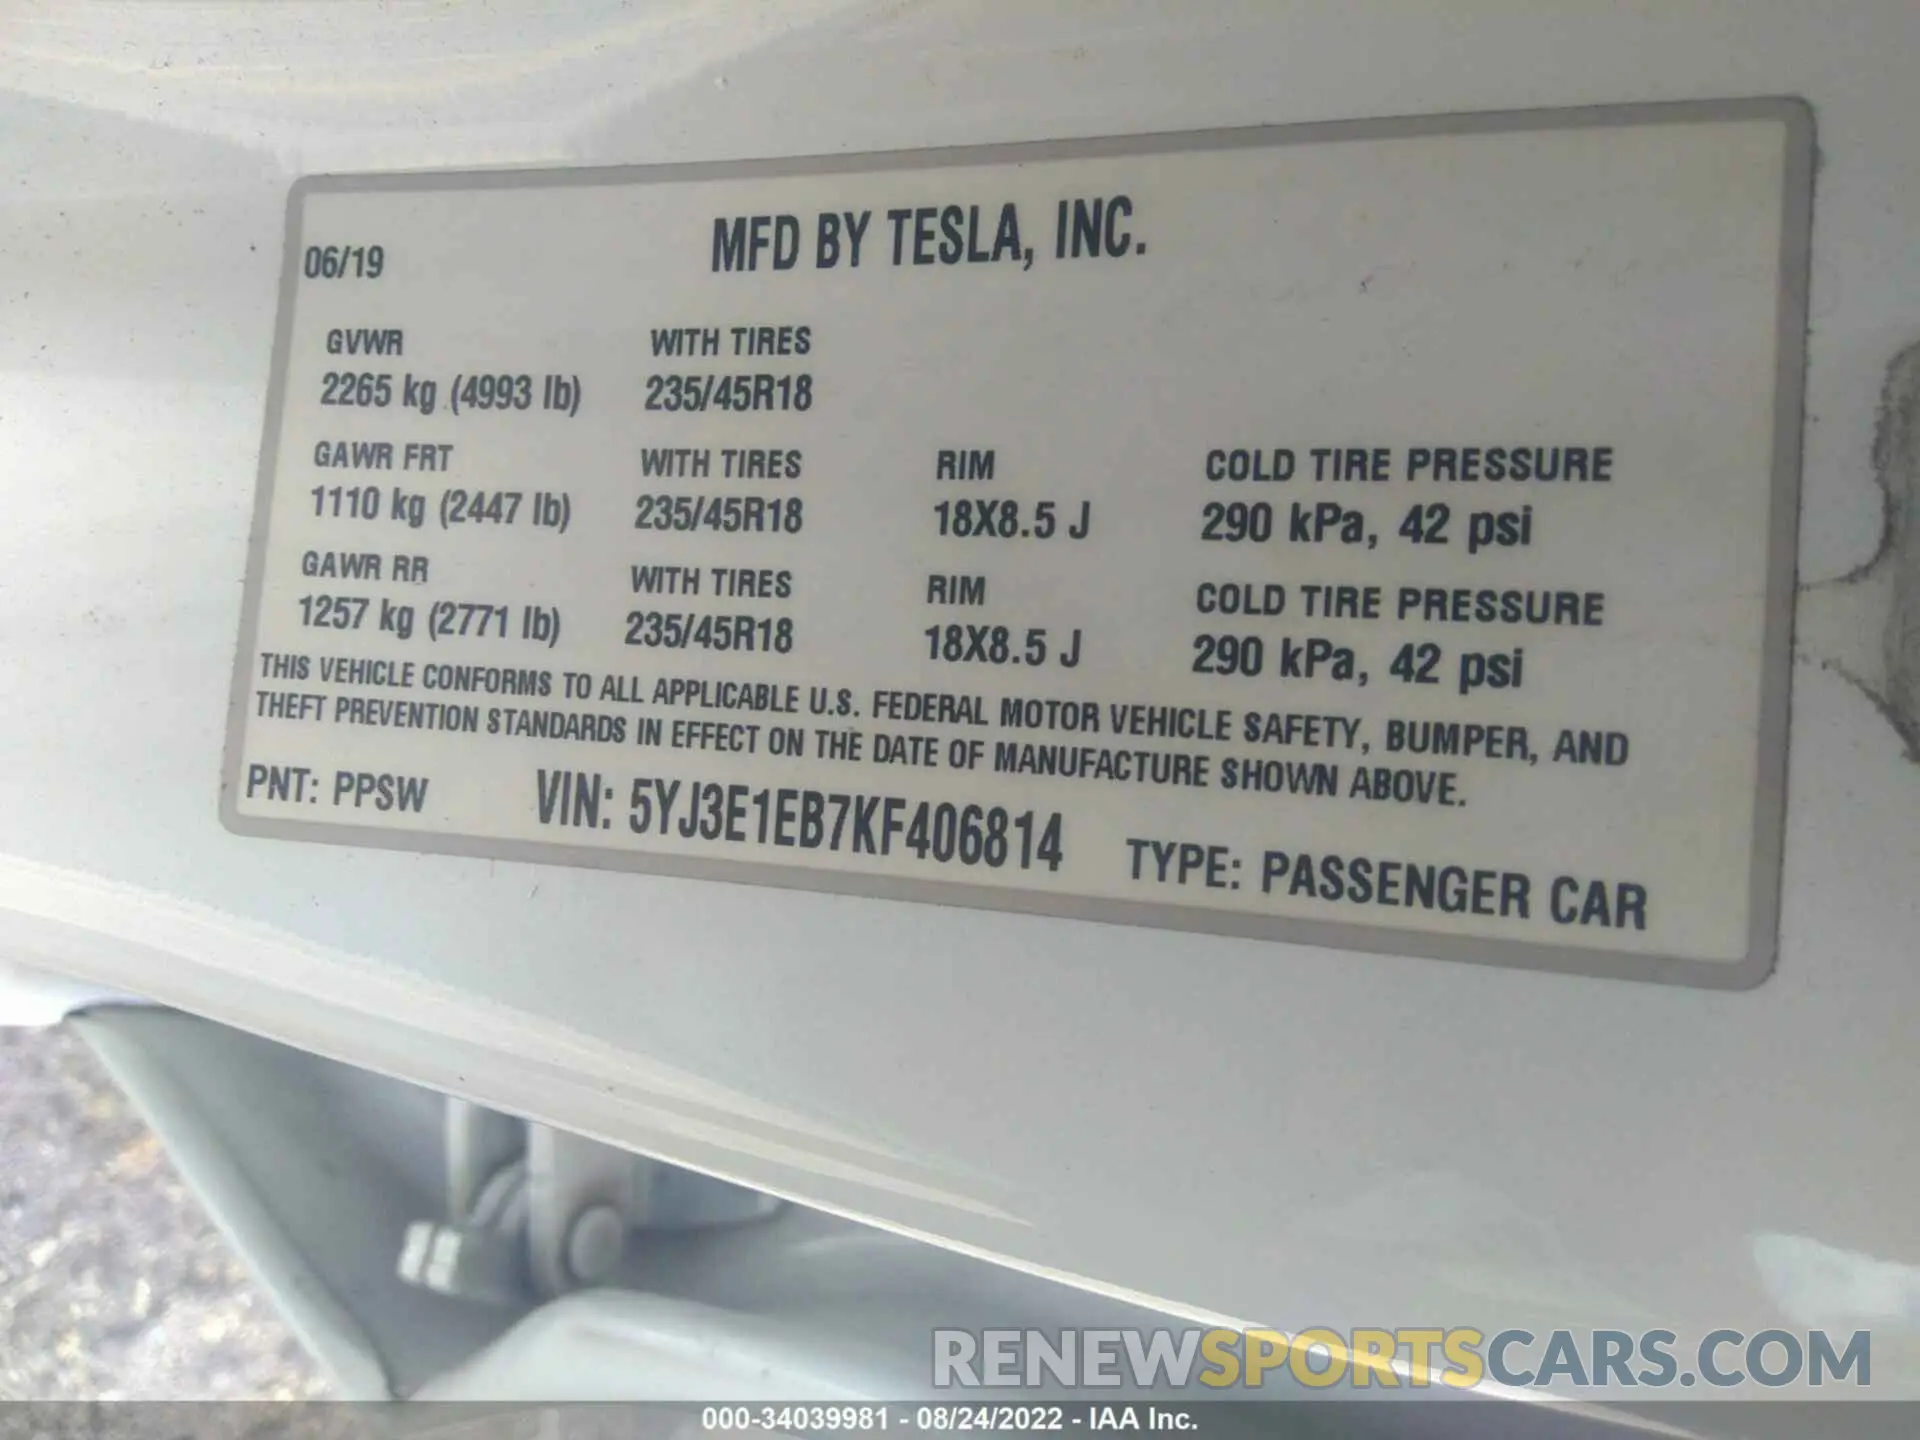 06/19
MFD BY TESLA, INC.
GVWR WITH TIRES
2265 kg (4993 lb) 235/45R18
GAWR FRT WITH TIRES RIM COLD TIRE PRESSURE
1110 kg (2447 lb) 235/45R18 18X8.5 J 290 kPa, 42 psi
GAWR RR WITH TIRES RIM COLD TIRE PRESSURE
1257 kg (2771 lb) 235/45R18 18X8.5 J 290 kPa, 42 psi
THIS VEHICLE CONFORMS TO ALL APPLICABLE U.S. FEDERAL MOTOR VEHICLE SAFETY, BUMPER, AND
THEFT PREVENTION STANDARDS IN EFFECT ON THE DATE OF MANUFACTURE SHOWN ABOVE.
PNT: PPSW VIN: 5YJ3E1EB7KF406814 TYPE: PASSENGER CAR
RENEWSPORTSCARS.COM
000-34039981 - 08/24/2022 - IAA Inc.